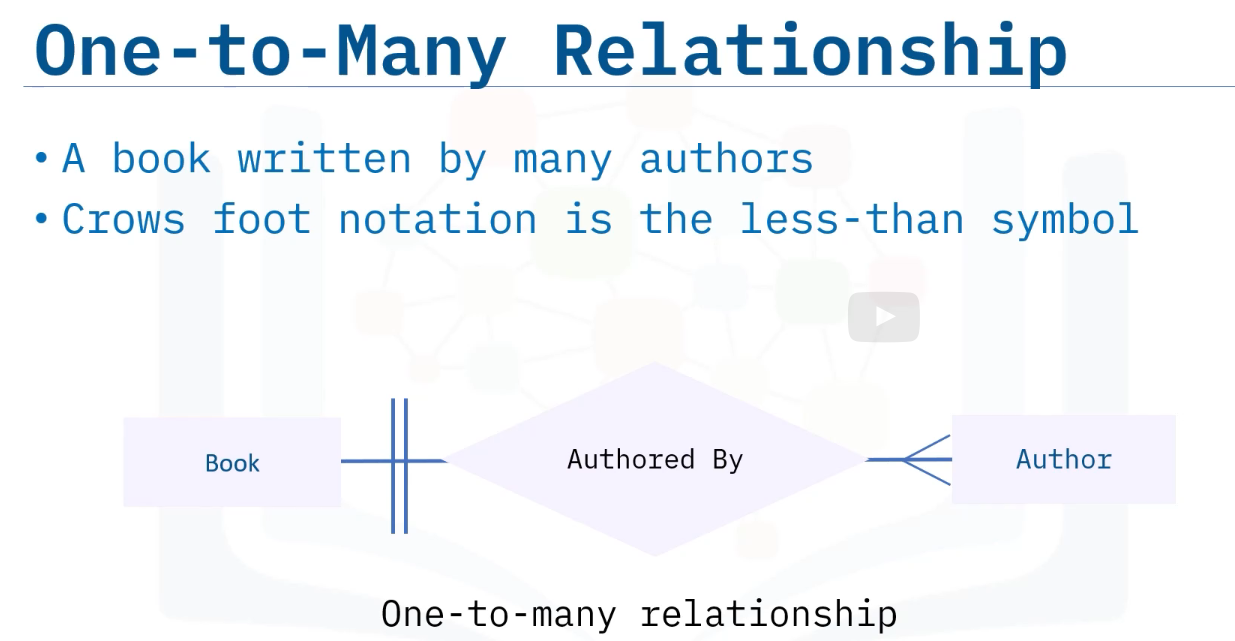 One-to-Many Relationship
• A book written by many authors
• Crows foot notation is the less-than symbol
Book
Authored By
Author
One-to-many relationship